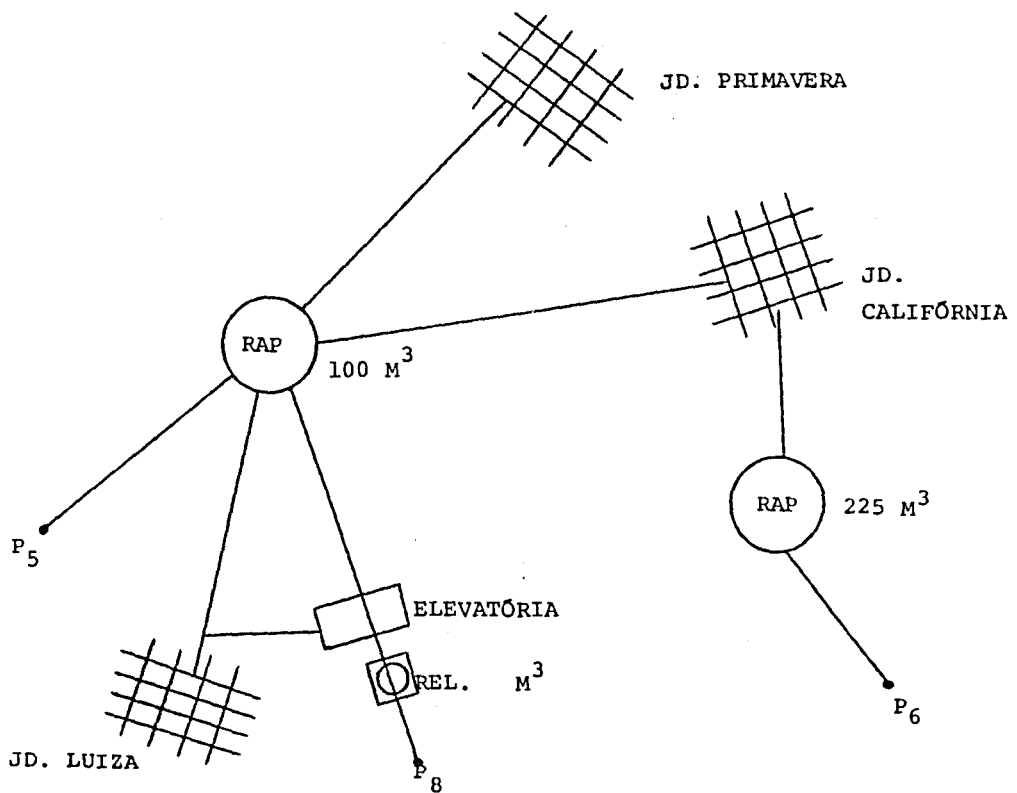 JD. PRIMAVERA
JD.
CALIFÓRNIA
RAP
100 M³
RAP
225 M³
P₅
ELEVATÓRIA
REL. M³
P₆
JD. LUIZA
P₈